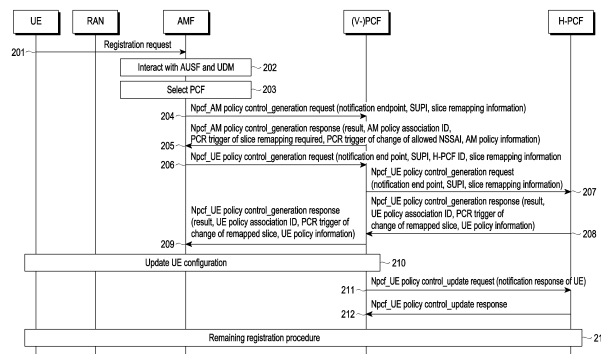 UE
RAN
AMF
(V-)PCF
H-PCF
201
Registration request
Interact with AUSF and UDM
202
Select PCF
203
204
Npcf_AM policy control_generation request (notification endpoint, SUPI, slice remapping information)
205
Npcf_AM policy control_generation response (result, AM policy association ID,
PCR trigger of slice remapping required, PCR trigger of change of allowed NSSAI, AM policy information)
206
Npcf_UE policy control_generation request (notification end point, SUPI, H-PCF ID, slice remapping information
Npcf_UE policy control_generation request
(notification end point, SUPI, slice remapping information)
207
Npcf_UE policy control_generation response (result,
UE policy association ID, PCR trigger of
change of remapped slice, UE policy information)
208
Npcf_UE policy control_generation response
(result, UE policy association ID, PCR trigger of
change of remapped slice, UE policy information)
209
Update UE configuration
210
211
Npcf_UE policy control_update request (notification response of UE)
212
Npcf_UE policy control_update response
Remaining registration procedure